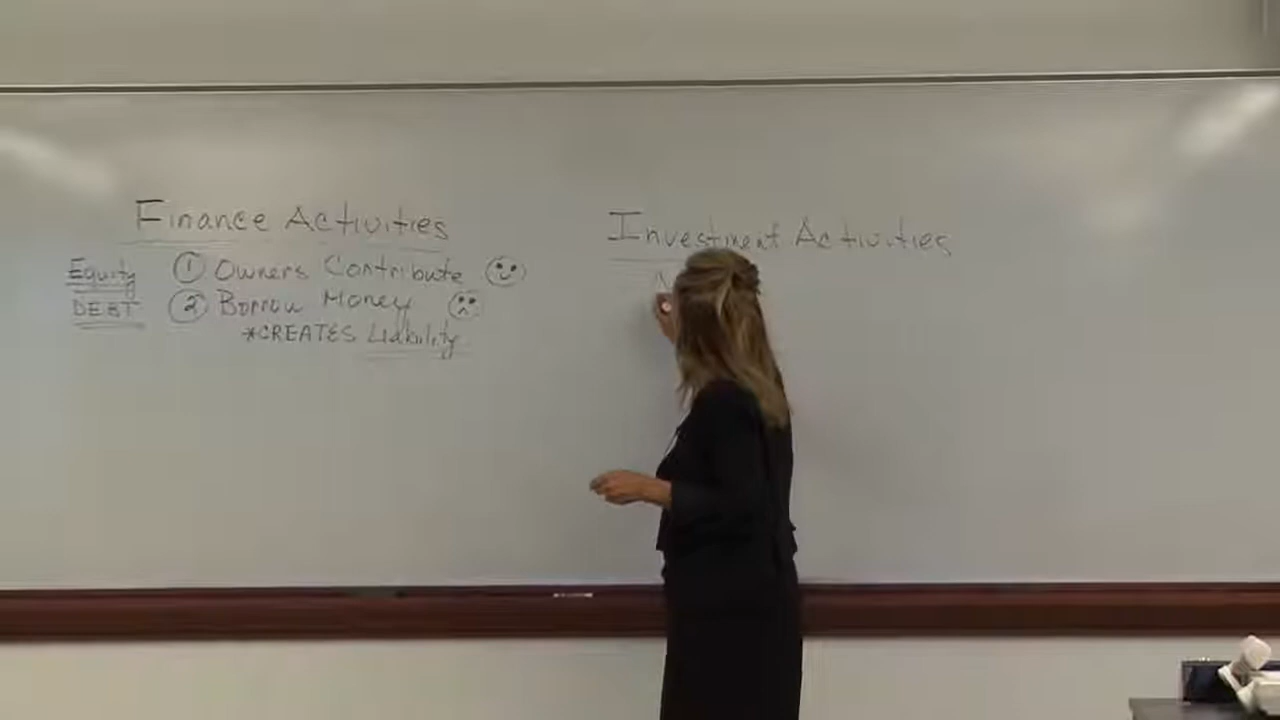 Finance Activities
Equity ① Owners Contribute
DEBT ② Borrow Money
*CREATES Liability
Investment Activities